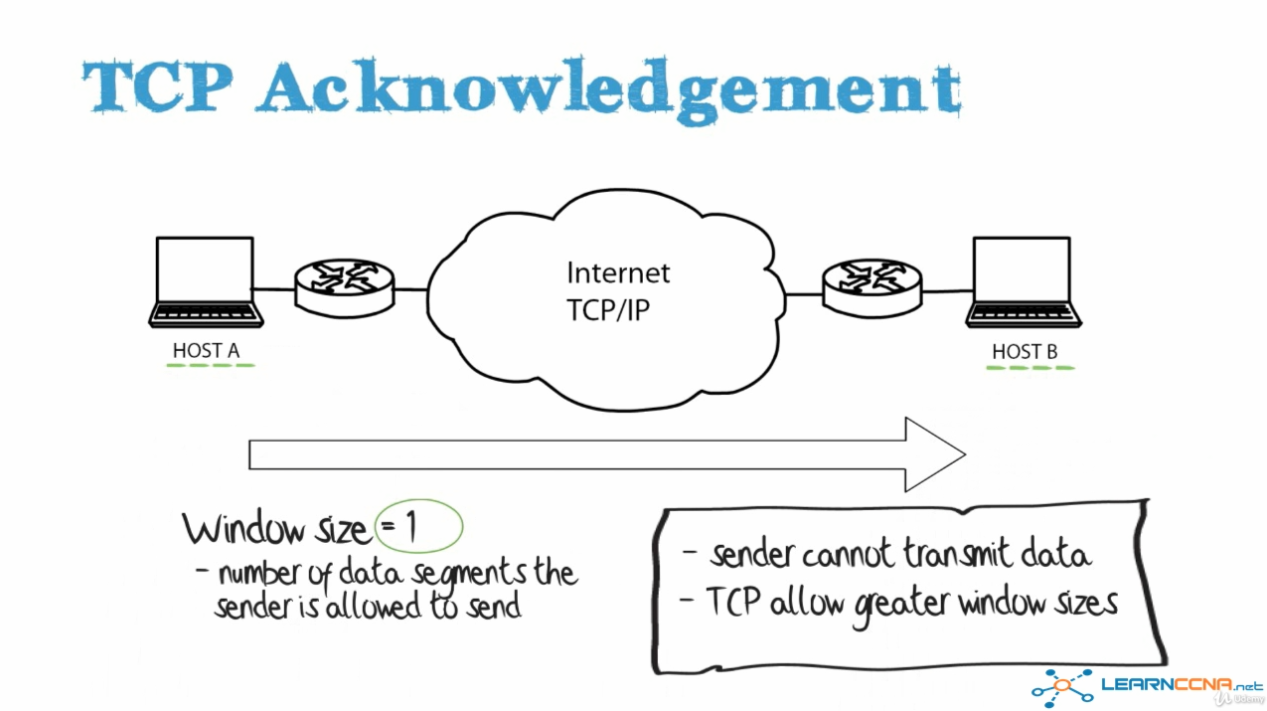 TCP Acknowledgement
Internet
TCP/IP
HOST A
HOST B
Window size = 1
- number of data segments the
sender is allowed to send
- sender cannot transmit data
- TCP allow greater window sizes
LEARNCCNA.net
Udemy